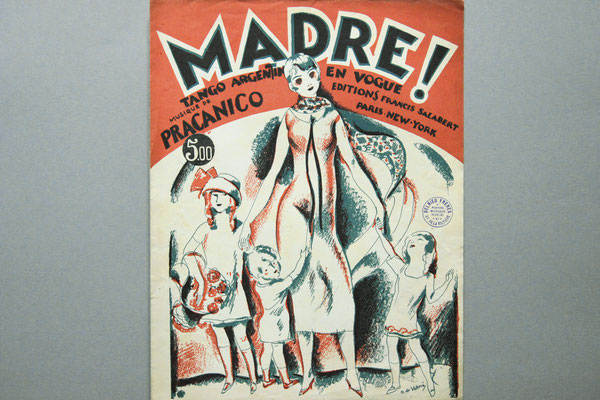 MADRE!
TANGO ARGENTIN EN VOGUE
MUSIQUE DE
PRACANICO
EDITIONS FRANCIS SALABERT
PARIS-NEW-YORK
5.00